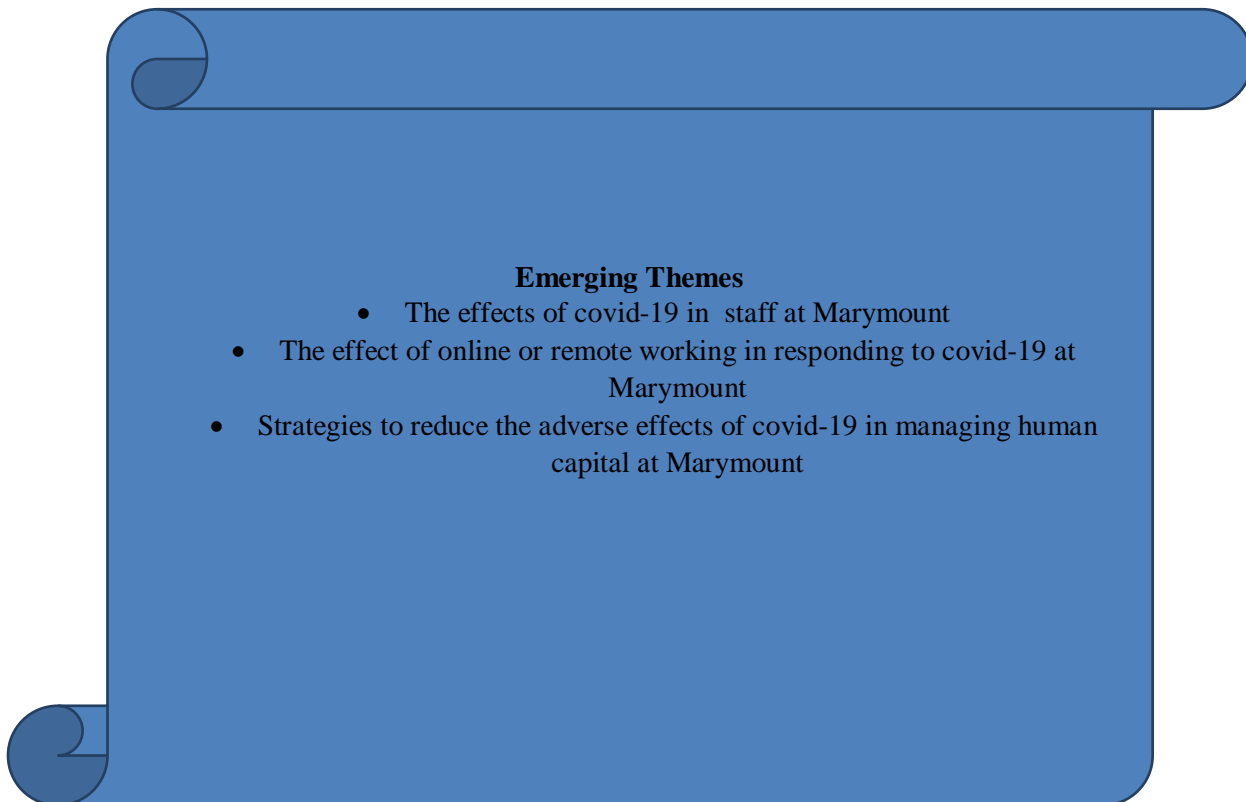 Emerging Themes
• The effects of covid-19 in  staff at Marymount
• The effect of online or remote working in responding to covid-19 at
Marymount
• Strategies to reduce the adverse effects of covid-19 in managing human
capital at Marymount